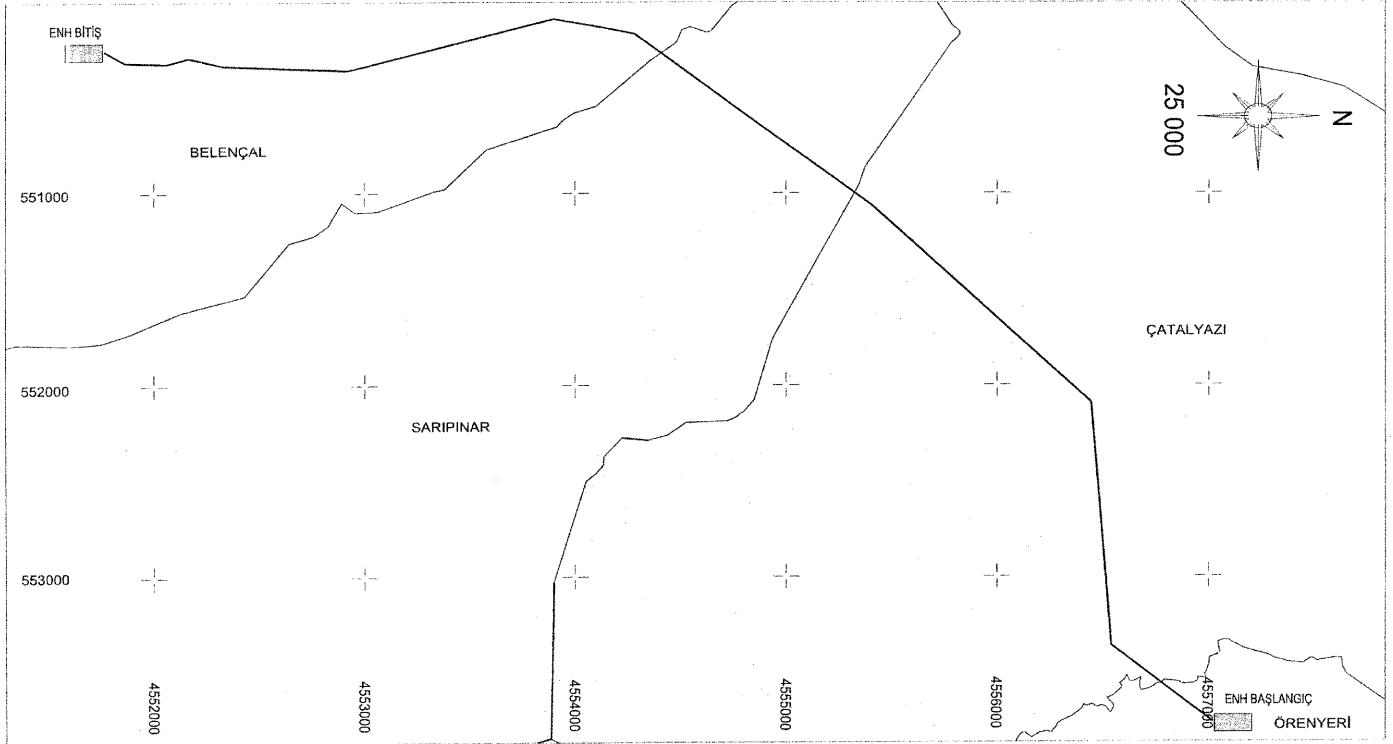 ENH BİTİŞ
25 000
N
BELENÇAL
551000
ÇATALYAZI
552000
SARIPINAR
553000
4552000
4553000
4554000
4555000
4556000
4557000
ENH BAŞLANGIÇ
ÖRENYERİ